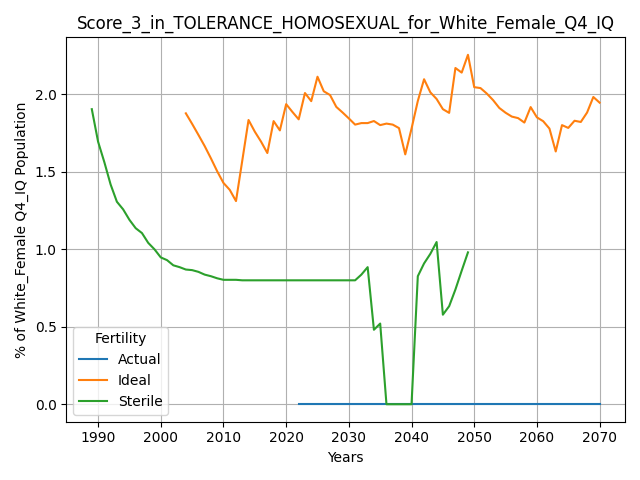 Score_3_in_TOLERANCE_HOMOSEXUAL_for_White_Female_Q4_IQ
% of White_Female Q4_IQ Population
2.0
1.5
1.0
0.5
0.0
Fertility
Actual
Ideal
Sterile
1990 2000 2010 2020 2030 2040 2050 2060 2070
Years